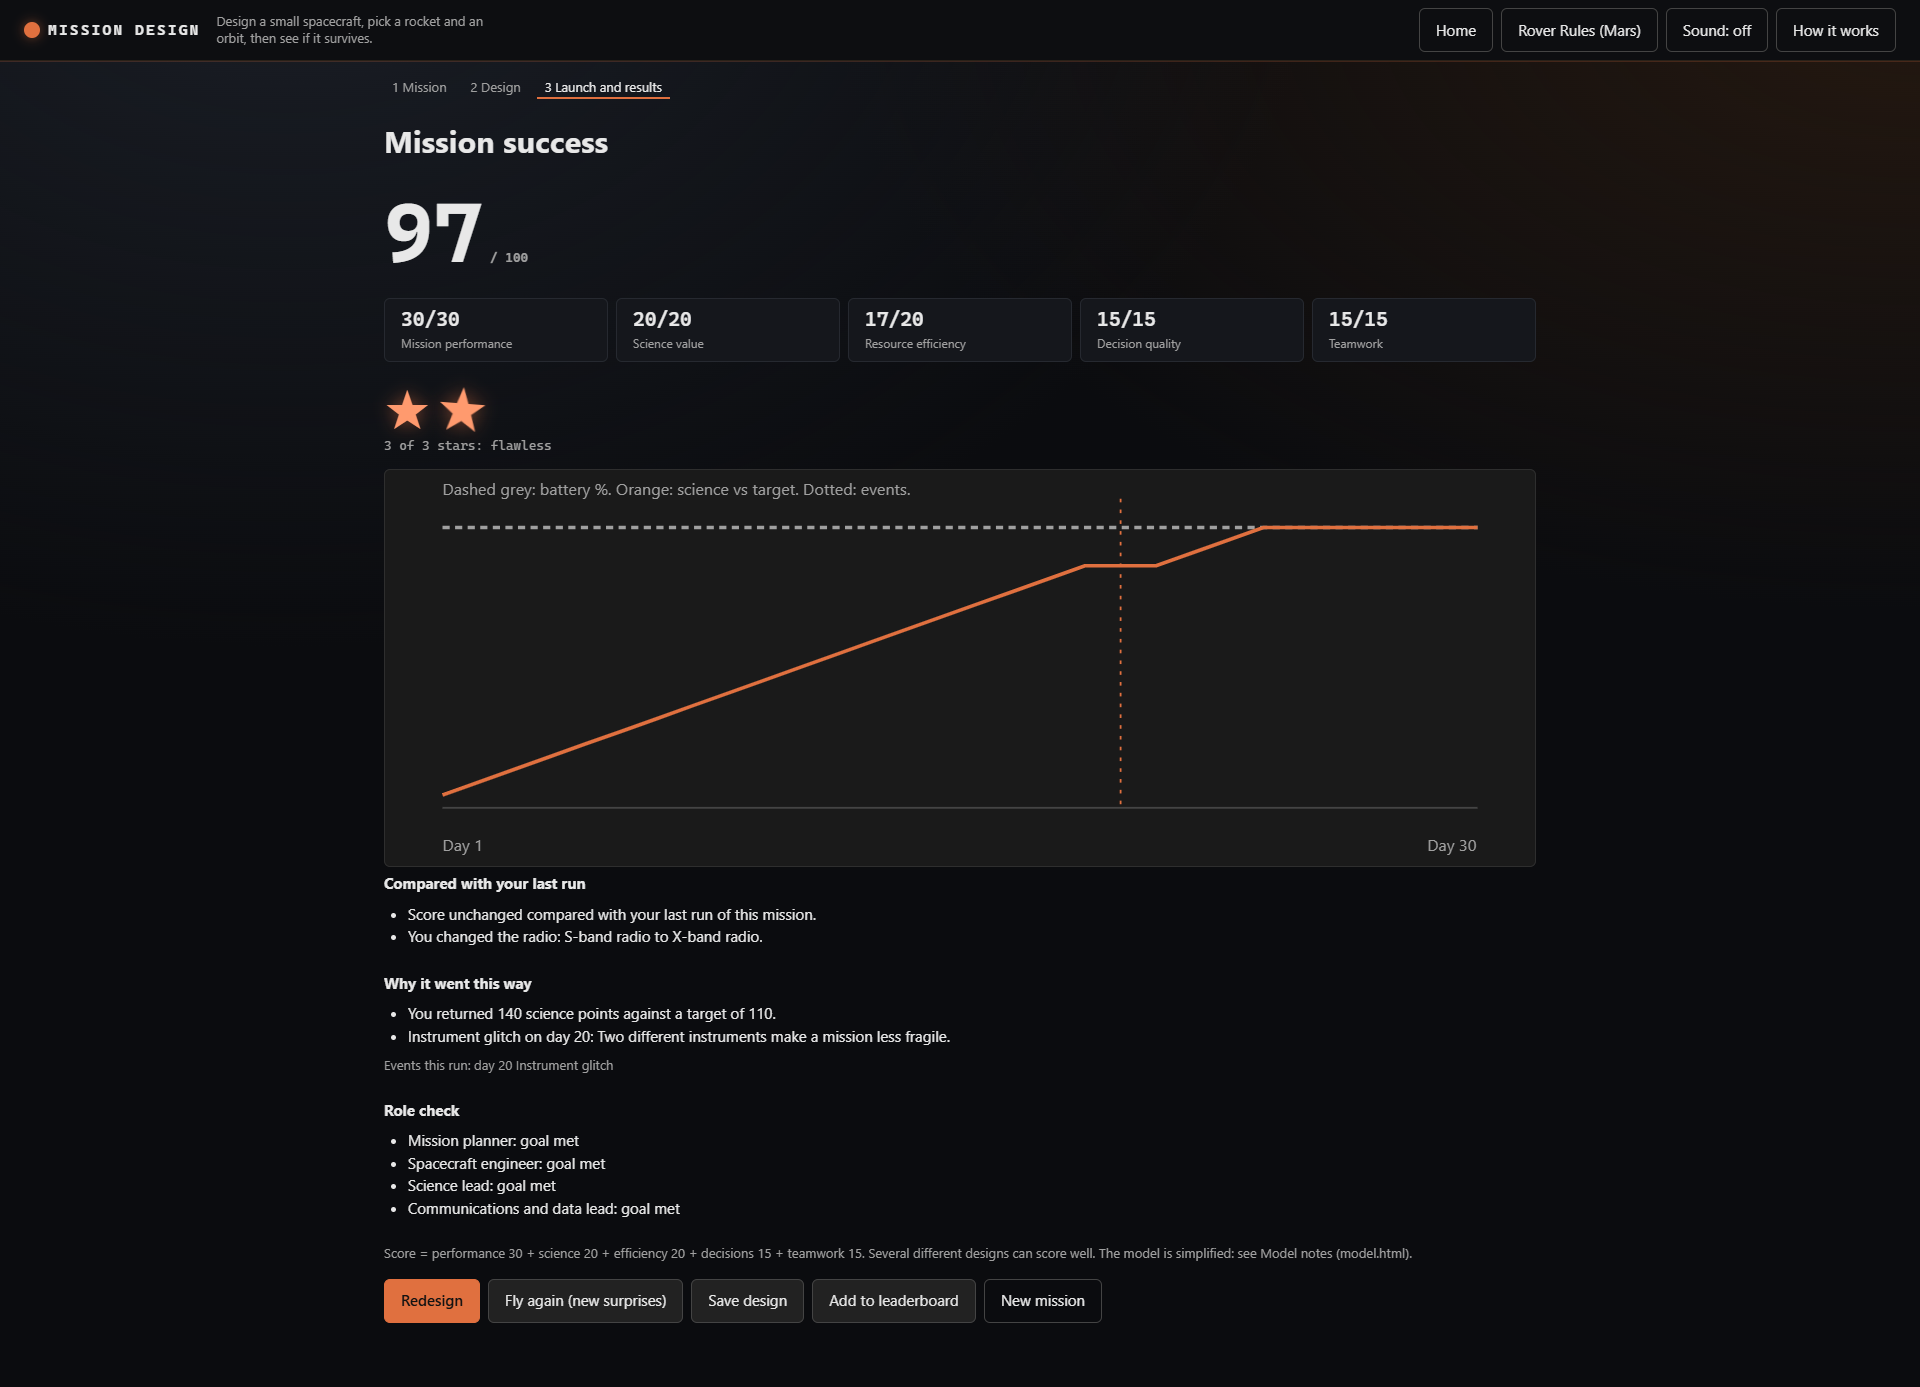 MISSION DESIGN
Design a small spacecraft, pick a rocket and an
orbit, then see if it survives.
Home
Rover Rules (Mars)
Sound: off
How it works
1 Mission
2 Design
3 Launch and results
Mission success
97 / 100
30/30
Mission performance
20/20
Science value
17/20
Resource efficiency
15/15
Decision quality
15/15
Teamwork
3 of 3 stars: flawless
Dashed grey: battery %. Orange: science vs target. Dotted: events.
Day 1
Day 30
Compared with your last run
• Score unchanged compared with your last run of this mission.
• You changed the radio: S-band radio to X-band radio.
Why it went this way
• You returned 140 science points against a target of 110.
• Instrument glitch on day 20: Two different instruments make a mission less fragile.
Events this run: day 20 Instrument glitch
Role check
• Mission planner: goal met
• Spacecraft engineer: goal met
• Science lead: goal met
• Communications and data lead: goal met
Score = performance 30 + science 20 + efficiency 20 + decisions 15 + teamwork 15. Several different designs can score well. The model is simplified: see Model notes (model.html).
Redesign
Fly again (new surprises)
Save design
Add to leaderboard
New mission